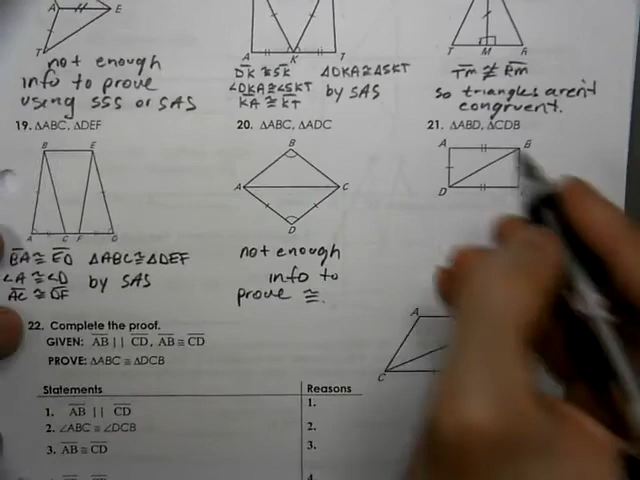 A
E
T
not enough
info to prove
using SSS or SAS
A
K
T
DK ≅ SK ΔDKA≅ΔSKT
∠DKA≅∠SKT by SAS
KA ≅ KT
T
M
R
TM ≇ RM
so triangles aren't
congruent.
19. ΔABC, ΔDEF
B
E
A
C
F
D
BA ≅ ED ΔABC≅ΔDEF
∠A ≅ ∠D by SAS
AC ≅ DF
20. ΔABC, ΔADC
B
A
C
D
not enough
info to
prove ≅.
21. ΔABD, ΔCDB
A
B
D
22. Complete the proof.
GIVEN: AB || CD, AB ≅ CD
PROVE: ΔABC ≅ ΔDCB
A
C
Statements
Reasons
1. AB || CD
1.
2. ∠ABC ≅ ∠DCB
2.
3. AB ≅ CD
3.